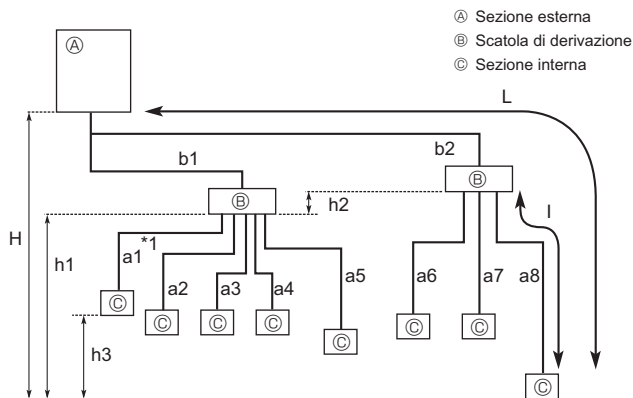 Ⓐ Sezione esterna
Ⓑ Scatola di derivazione
Ⓒ Sezione interna
Ⓐ
L
b1
b2
Ⓑ
Ⓑ
h2
I
H
h1
a1
*1
a2
a3
a4
a5
a6
a7
a8
Ⓒ
Ⓒ
Ⓒ
Ⓒ
Ⓒ
Ⓒ
Ⓒ
h3
Ⓒ